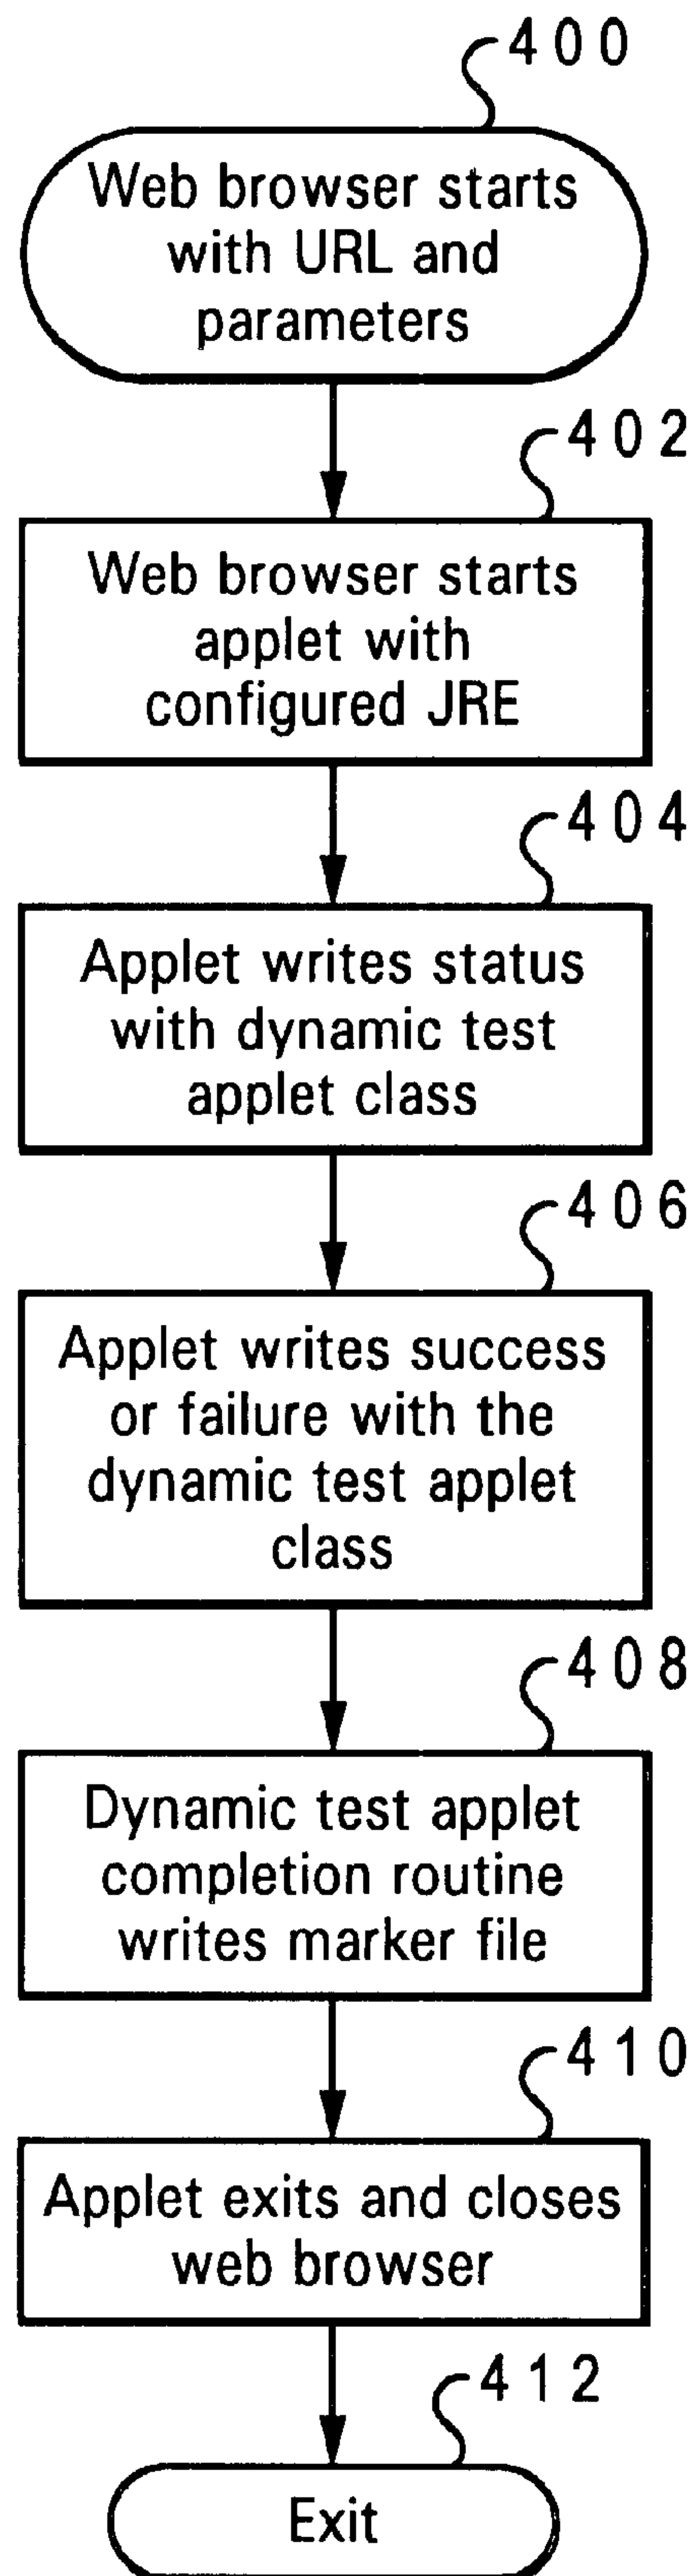 400
Web browser starts
with URL and
parameters
402
Web browser starts
applet with
configured JRE
404
Applet writes status
with dynamic test
applet class
406
Applet writes success
or failure with the
dynamic test applet
class
408
Dynamic test applet
completion routine
writes marker file
410
Applet exits and closes
web browser
412
Exit